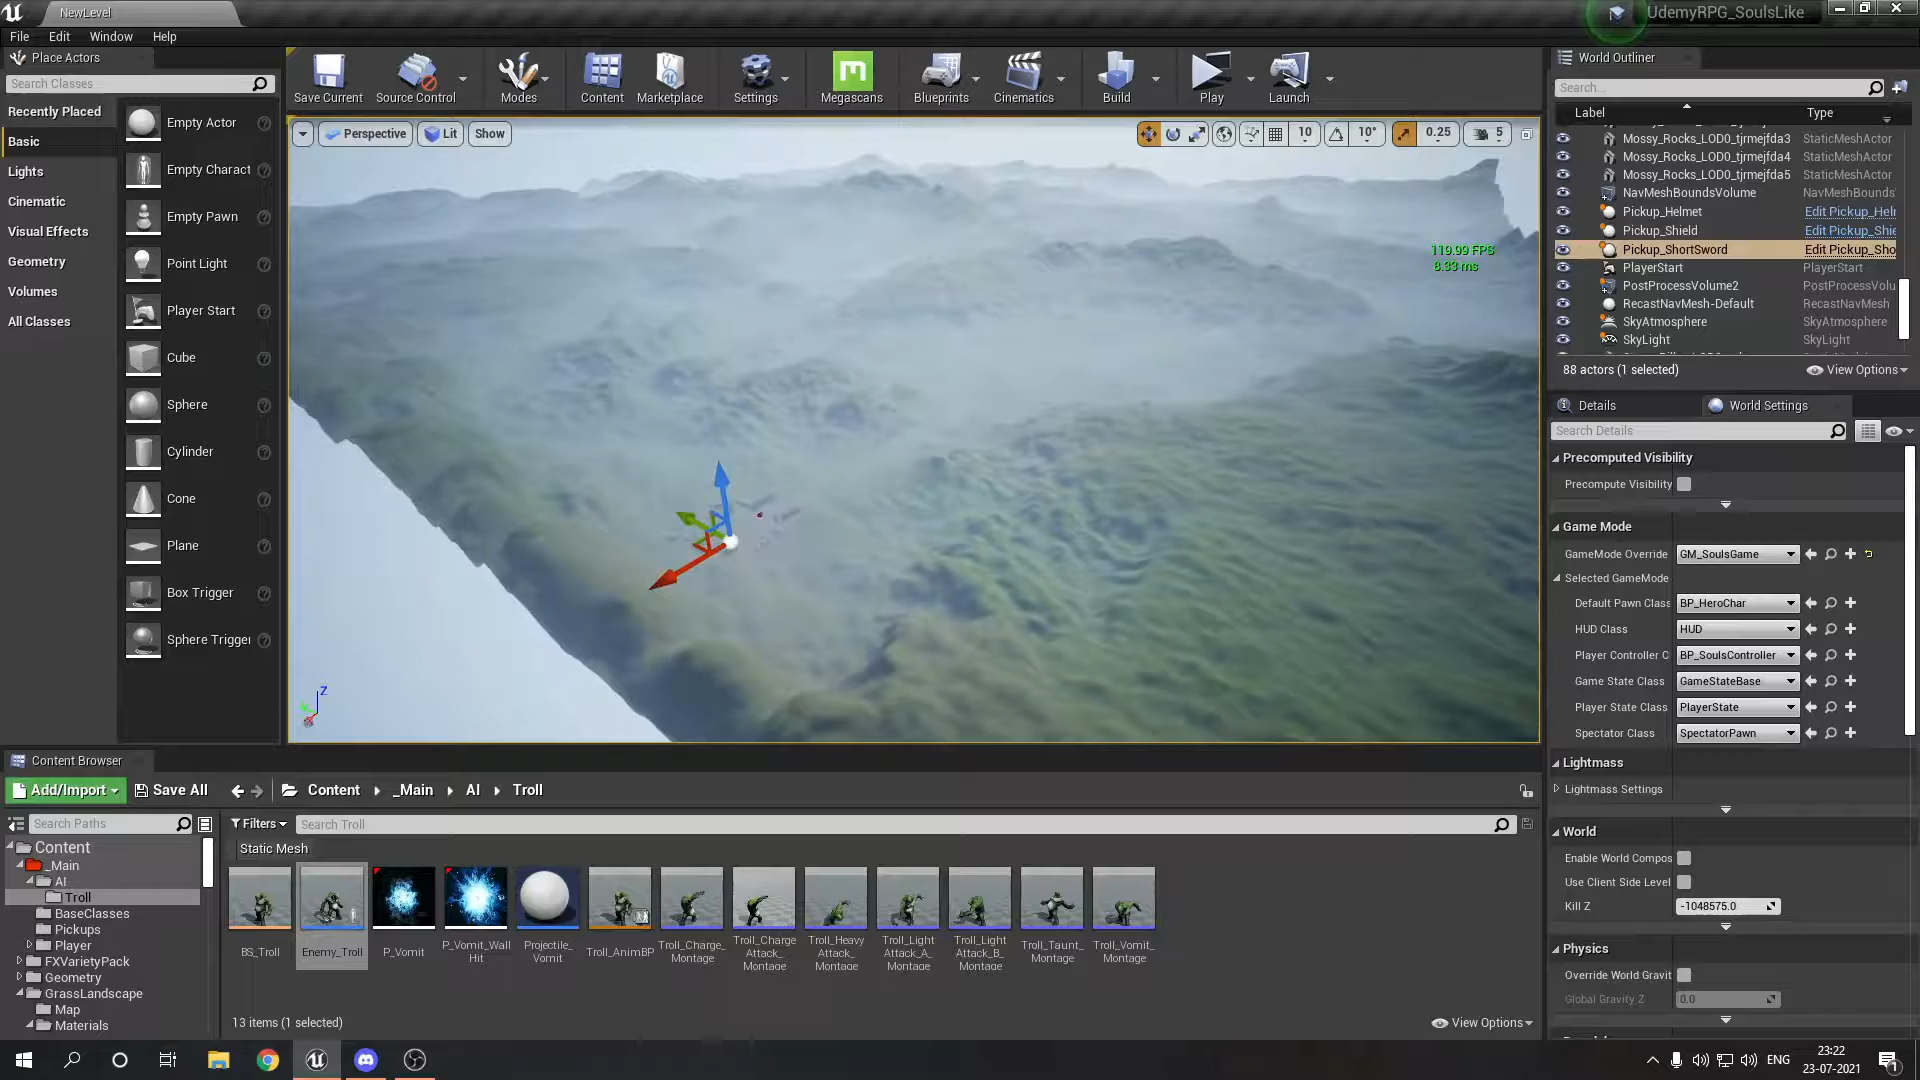 NewLevel
UdemyRPG_SoulsLike
File Edit Window Help
Place Actors
Search Classes
Recently Placed
Basic
Lights
Cinematic
Visual Effects
Geometry
Volumes
All Classes
Empty Actor
Empty Charact
Empty Pawn
Point Light
Player Start
Cube
Sphere
Cylinder
Cone
Plane
Box Trigger
Sphere Trigger
Save Current
Source Control
Modes
Content
Marketplace
Settings
Megascans
Blueprints
Cinematics
Build
Play
Launch
Perspective
Lit
Show
10
10°
0.25
5
119.99 FPS
8.33 ms
Z
World Outliner
Search...
Label Type
Mossy_Rocks_LOD0_tjrmejfda3 StaticMeshActor
Mossy_Rocks_LOD0_tjrmejfda4 StaticMeshActor
Mossy_Rocks_LOD0_tjrmejfda5 StaticMeshActor
NavMeshBoundsVolume NavMeshBounds
Pickup_Helmet Edit Pickup_Helr
Pickup_Shield Edit Pickup_Shie
Pickup_ShortSword Edit Pickup_Sho
PlayerStart PlayerStart
PostProcessVolume2 PostProcessVolu
RecastNavMesh-Default RecastNavMesh
SkyAtmosphere SkyAtmosphere
SkyLight SkyLight
88 actors (1 selected)
View Options
Details
World Settings
Search Details
Precomputed Visibility
Precompute Visibility
Game Mode
GameMode Override GM_SoulsGame
Selected GameMode
Default Pawn Class BP_HeroChar
HUD Class HUD
Player Controller C BP_SoulsController
Game State Class GameStateBase
Player State Class PlayerState
Spectator Class SpectatorPawn
Lightmass
Lightmass Settings
World
Enable World Compos
Use Client Side Level
Kill Z -1048575.0
Physics
Override World Gravit
Global Gravity Z 0.0
Content Browser
Add/Import
Save All
Content
_Main
AI
Troll
Search Paths
Filters
Search Troll
Static Mesh
Content
_Main
AI
Troll
BaseClasses
Pickups
Player
FXVarietyPack
Geometry
GrassLandscape
Map
Materials
BS_Troll
Enemy_Troll
P_Vomit
P_Vomit_Wall
Hit
Projectile_
Vomit
Troll_AnimBP
Troll_Charge_
Montage
Troll_Charge
Attack_
Montage
Troll_Heavy
Attack_
Montage
Troll_Light
Attack_A_
Montage
Troll_Light
Attack_B_
Montage
Troll_Taunt_
Montage
Troll_Vomit_
Montage
13 items (1 selected)
View Options
ENG
23:22
23-07-2021
1